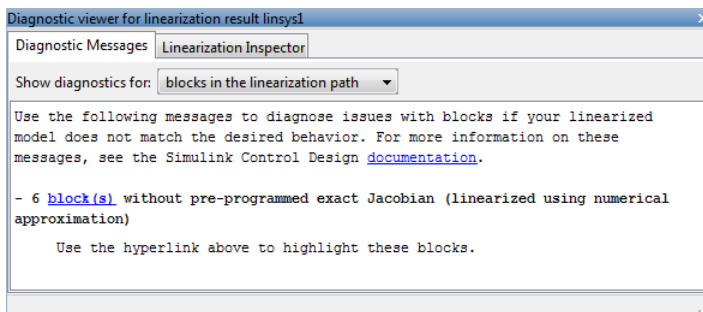 Diagnostic viewer for linearization result linsys1
Diagnostic Messages Linearization Inspector
Show diagnostics for: blocks in the linearization path
Use the following messages to diagnose issues with blocks if your linearized
model does not match the desired behavior. For more information on these
messages, see the Simulink Control Design documentation.
- 6 block(s) without pre-programmed exact Jacobian (linearized using numerical
approximation)
Use the hyperlink above to highlight these blocks.